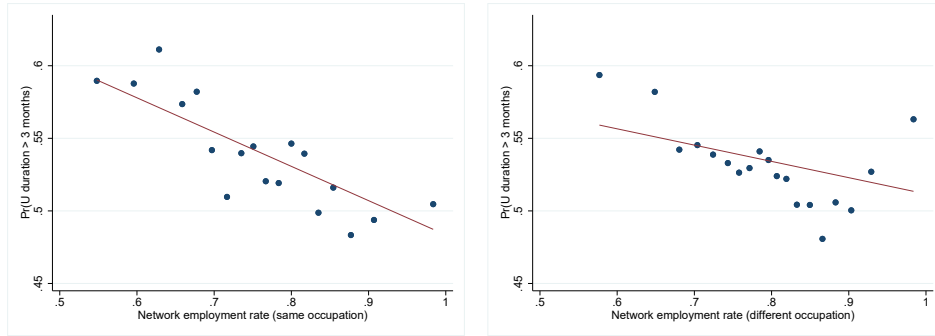 Pr(U duration > 3 months)
.6
.55
.5
.45
.5 .6 .7 .8 .9 1
Network employment rate (same occupation)
Pr(U duration > 3 months)
.6
.55
.5
.45
.5 .6 .7 .8 .9 1
Network employment rate (different occupation)